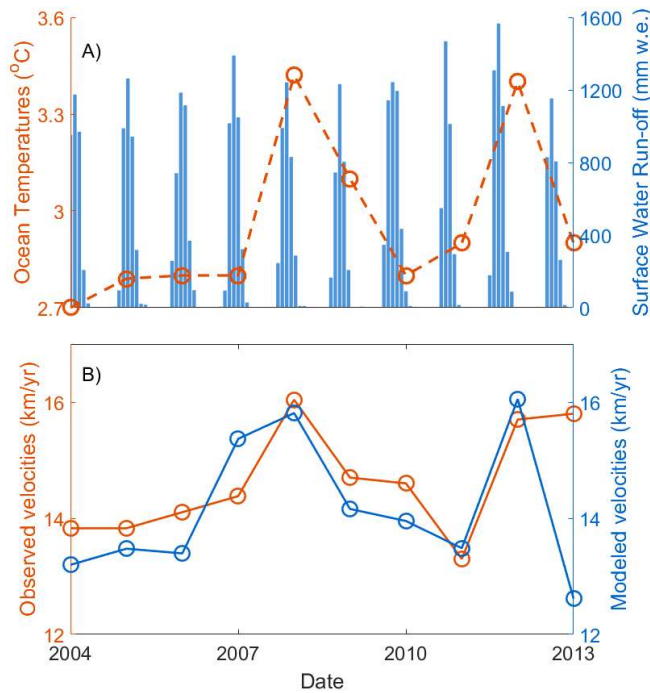 A)
3.6
3.3
3
2.7
Ocean Temperatures (°C)
1600
1200
800
400
0
Surface Water Run-off (mm w.e.)
B)
16
14
12
Observed velocities (km/yr)
16
14
12
Modeled velocities (km/yr)
2004
2007
2010
2013
Date